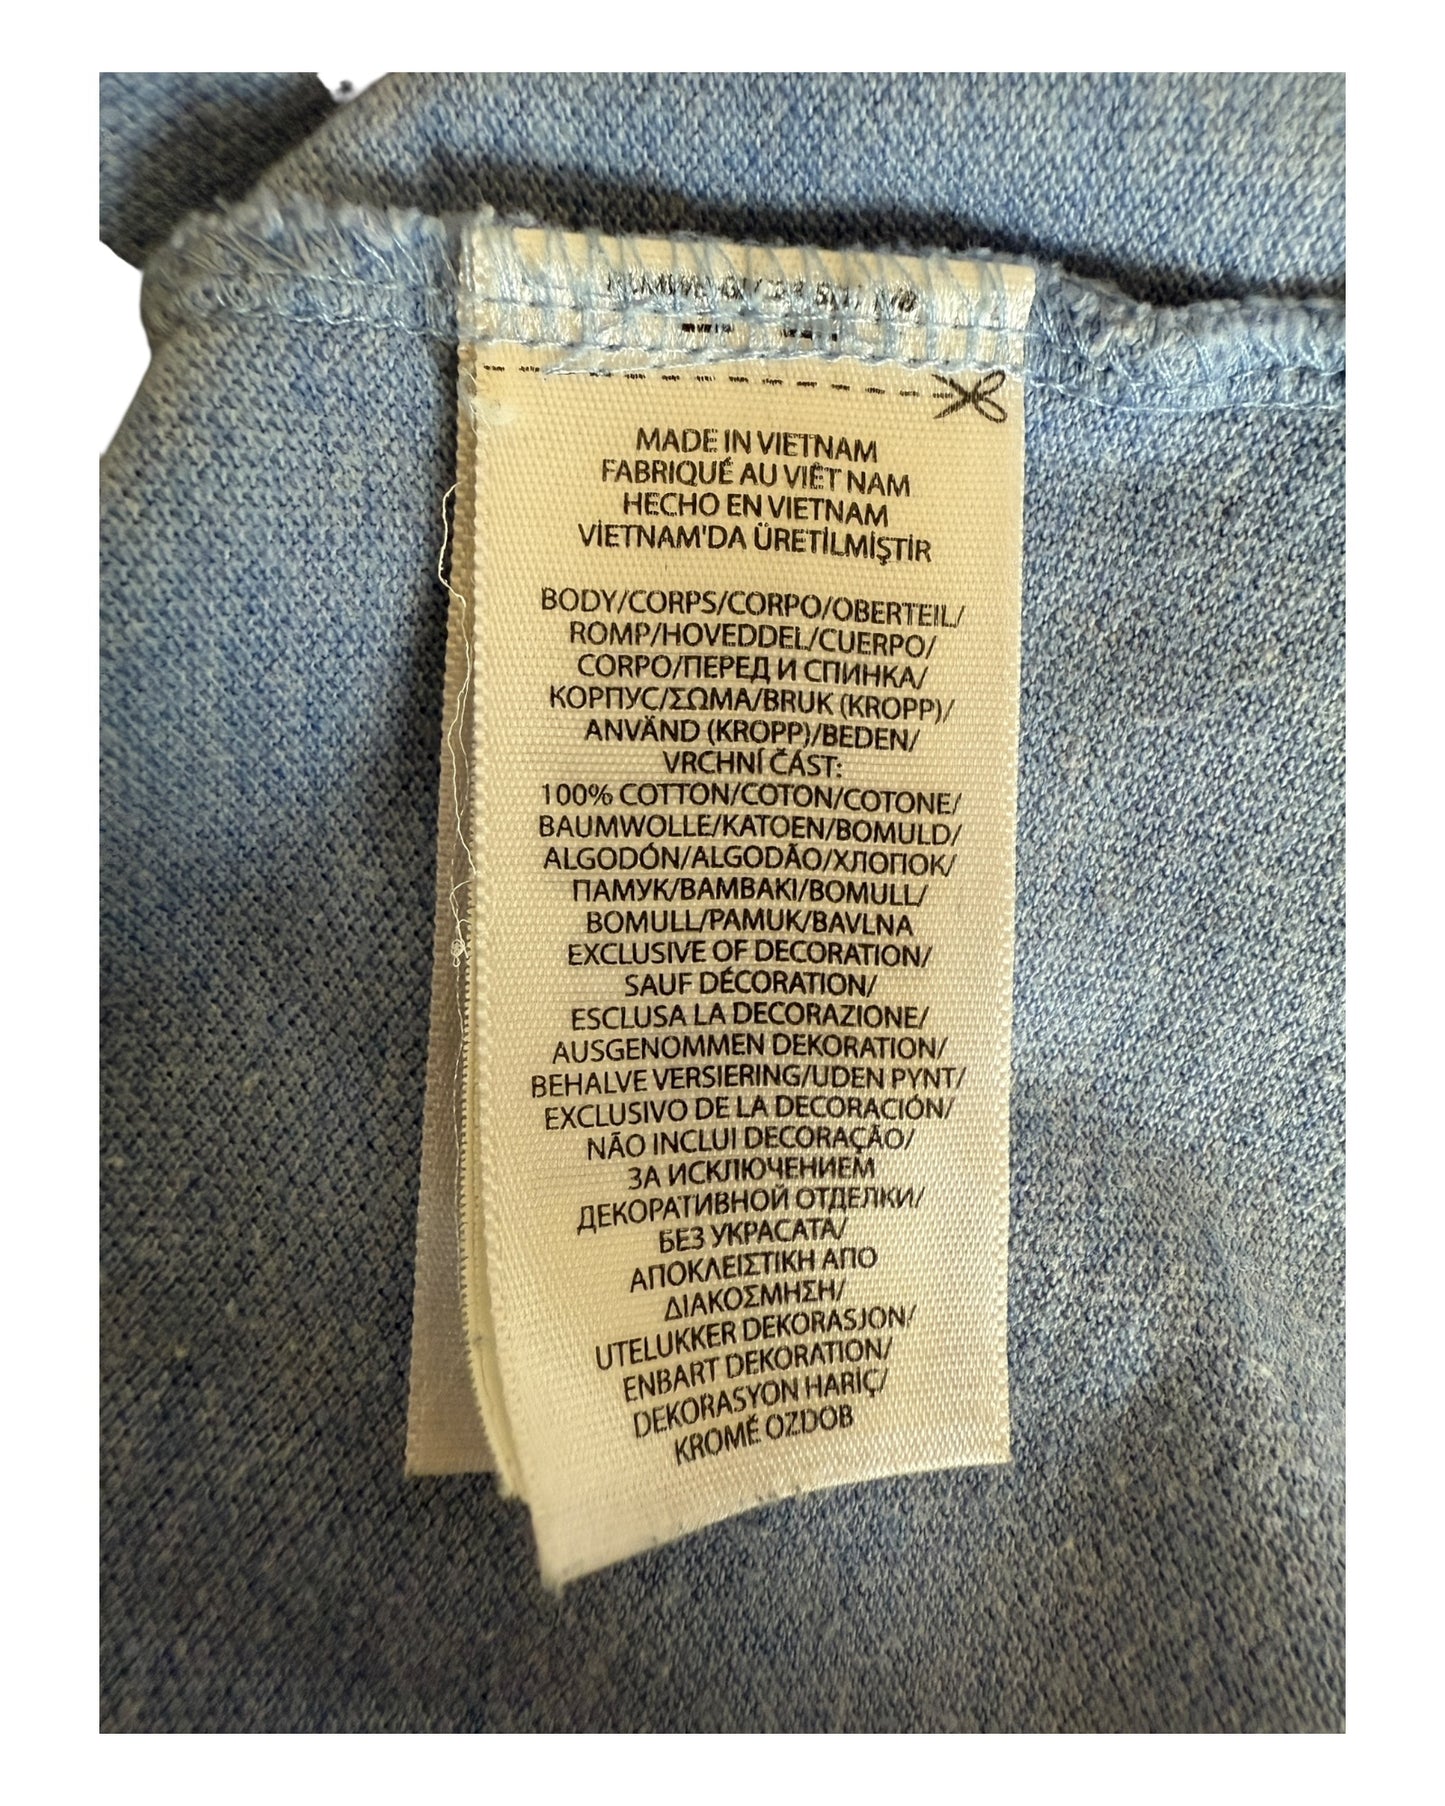 MADE IN VIETNAM
FABRIQUÉ AU VIÊT NAM
HECHO EN VIETNAM
VİETNAM'DA ÜRETİLMİŞTİR
BODY/CORPS/CORPO/OBERTEIL/
ROMP/HOVEDDEL/CUERPO/
CORPO/ПЕРЕД И СПИНКА/
КОРПУС/ΣΩΜΑ/BRUK (KROPP)/
ANVÄND (KROPP)/BEDEN/
VRCHNÍ ČÁST:
100% COTTON/COTON/COTONE/
BAUMWOLLE/KATOEN/BOMULD/
ALGODÓN/ALGODÃO/ХЛОПОК/
ПАМУК/ΒΑΜΒΑΚΙ/BOMULL/
BOMULL/PAMUK/BAVLNA
EXCLUSIVE OF DECORATION/
SAUF DÉCORATION/
ESCLUSA LA DECORAZIONE/
AUSGENOMMEN DEKORATION/
BEHALVE VERSIERING/UDEN PYNT/
EXCLUSIVO DE LA DECORACIÓN/
NÃO INCLUI DECORAÇÃO/
ЗА ИСКЛЮЧЕНИЕМ
ДЕКОРАТИВНОЙ ОТДЕЛКИ/
БЕЗ УКРАСАТА/
ΑΠΟΚΛΕΙΣΤΙΚΗ ΑΠΟ
ΔΙΑΚΟΣΜΗΣΗ/
UTELUKKER DEKORASJON/
ENBART DEKORATION/
DEKORASYON HARİÇ/
KROMÉ OZDOB